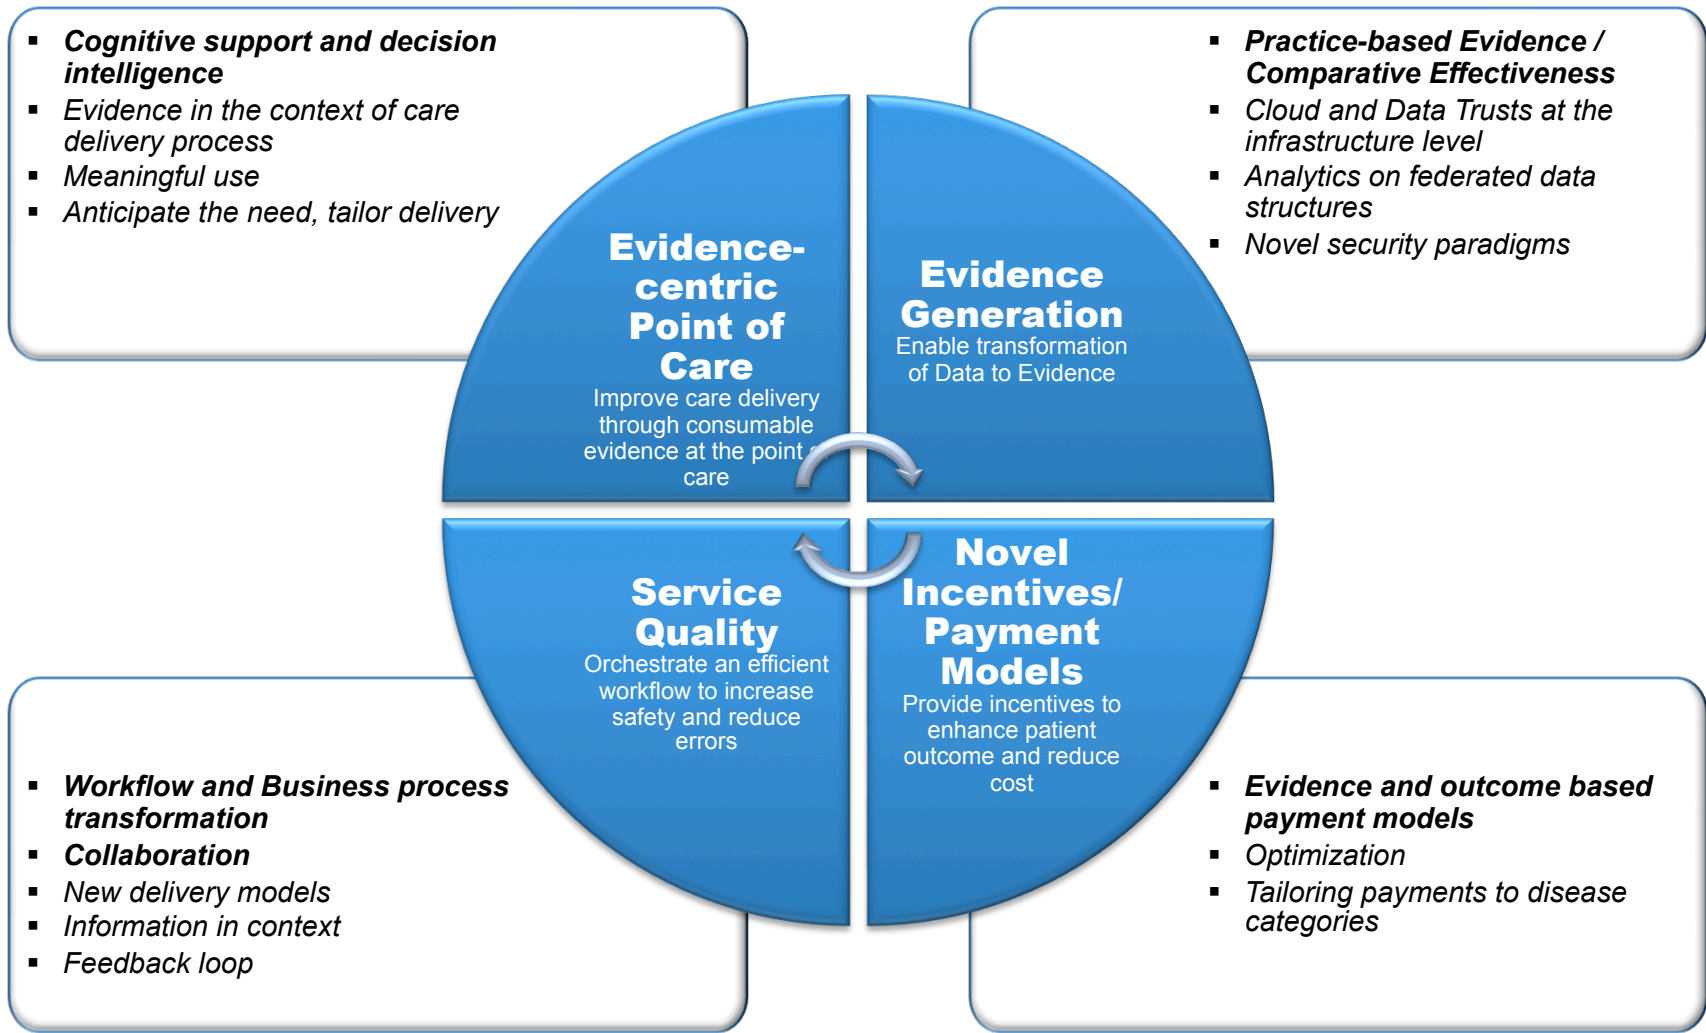 ▪ Cognitive support and decision
intelligence
▪ Evidence in the context of care
delivery process
▪ Meaningful use
▪ Anticipate the need, tailor delivery
▪ Practice-based Evidence /
Comparative Effectiveness
▪ Cloud and Data Trusts at the
infrastructure level
▪ Analytics on federated data
structures
▪ Novel security paradigms
Evidence-
centric
Point of
Care
Improve care delivery
through consumable
evidence at the point
care
Evidence
Generation
Enable transformation
of Data to Evidence
Service
Quality
Orchestrate an efficient
workflow to increase
safety and reduce
errors
Novel
Incentives/
Payment
Models
Provide incentives to
enhance patient
outcome and reduce
cost
▪ Workflow and Business process
transformation
▪ Collaboration
▪ New delivery models
▪ Information in context
▪ Feedback loop
▪ Evidence and outcome based
payment models
▪ Optimization
▪ Tailoring payments to disease
categories